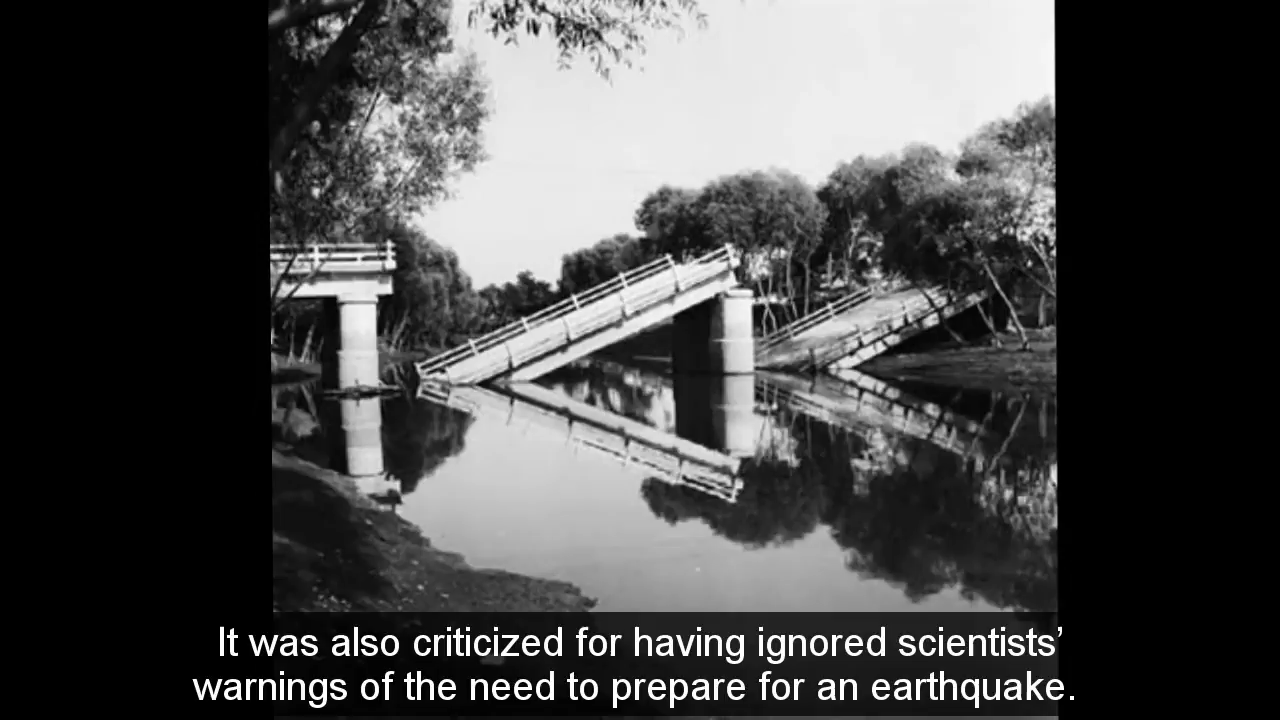 It was also criticized for having ignored scientists’
warnings of the need to prepare for an earthquake.